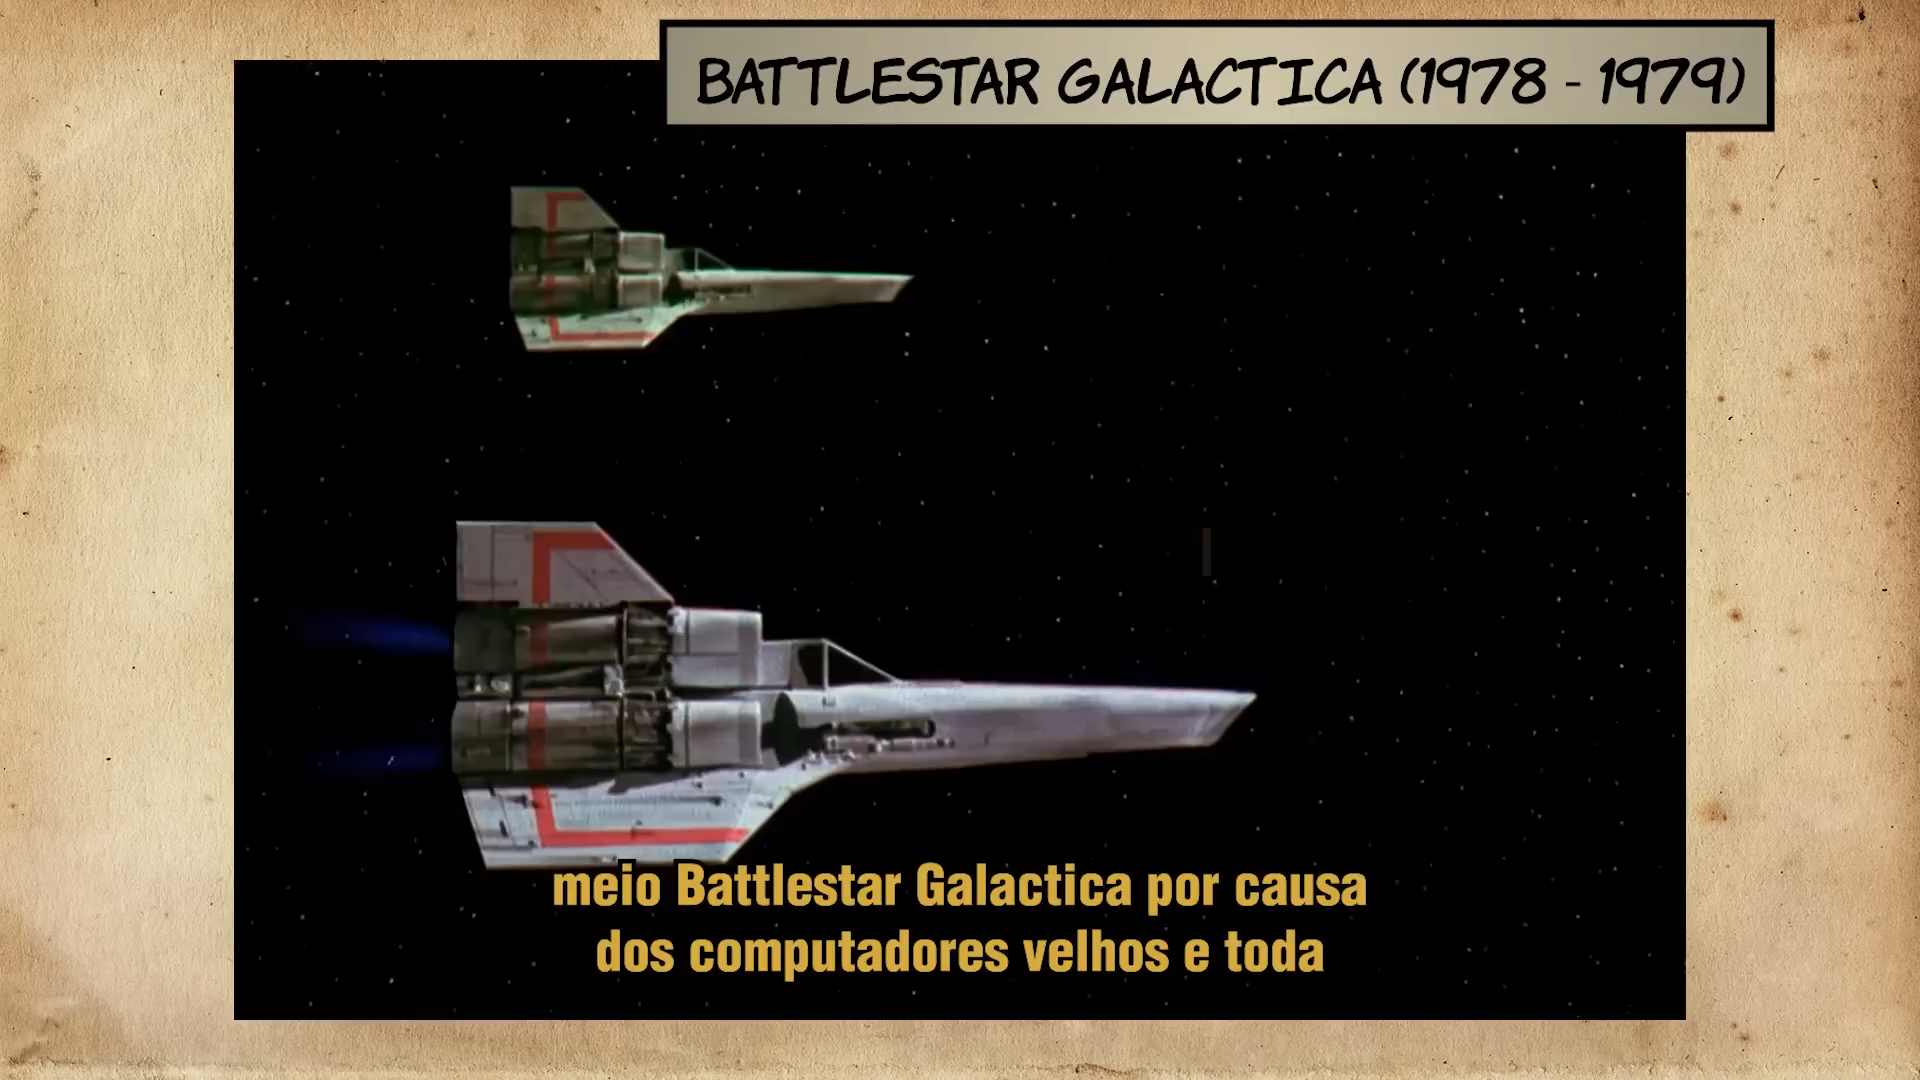 BATTLESTAR GALACTICA (1978 - 1979)
meio Battlestar Galactica por causa
dos computadores velhos e toda